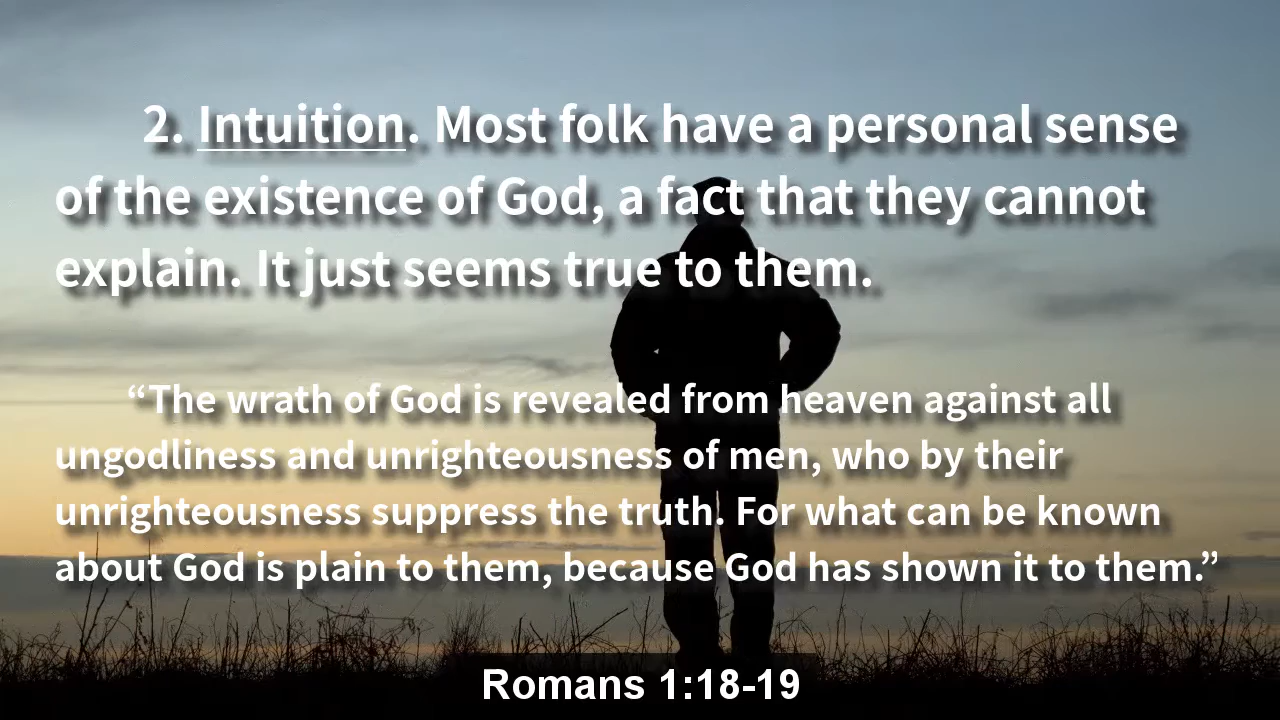 2. Intuition. Most folk have a personal sense
of the existence of God, a fact that they cannot
explain. It just seems true to them.
“The wrath of God is revealed from heaven against all
ungodliness and unrighteousness of men, who by their
unrighteousness suppress the truth. For what can be known
about God is plain to them, because God has shown it to them.”
Romans 1:18-19